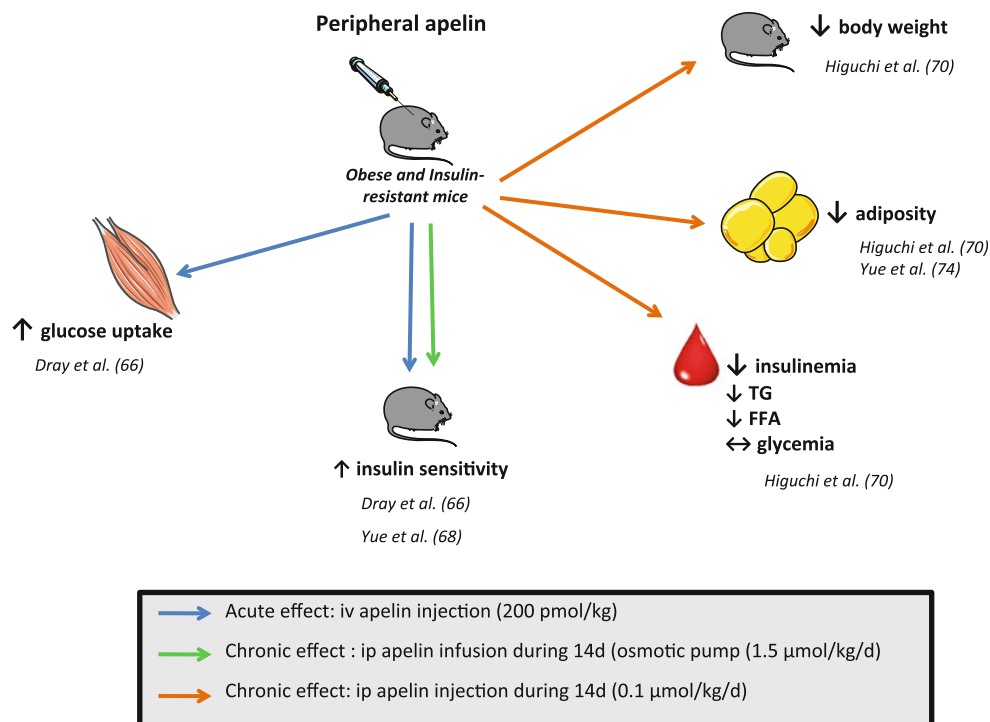 Peripheral apelin
Obese and Insulin-
resistant mice
↓ body weight
Higuchi et al. (70)
↓ adiposity
Higuchi et al. (70)
Yue et al. (74)
↑ glucose uptake
Dray et al. (66)
↓ insulinemia
↓ TG
↓ FFA
↔ glycemia
Higuchi et al. (70)
↑ insulin sensitivity
Dray et al. (66)
Yue et al. (68)
Acute effect: iv apelin injection (200 pmol/kg)
Chronic effect : ip apelin infusion during 14d (osmotic pump (1.5 μmol/kg/d)
Chronic effect: ip apelin injection during 14d (0.1 μmol/kg/d)